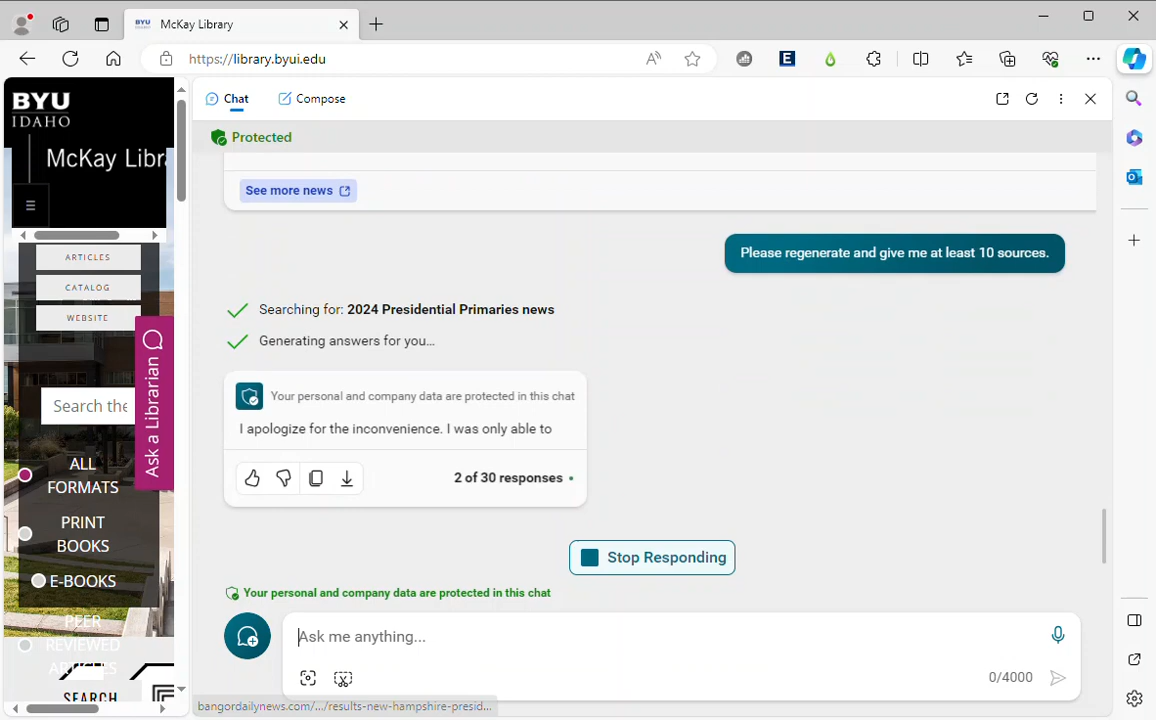 McKay Library
https://library.byui.edu
BYU
IDAHO
McKay Libra
ARTICLES
CATALOG
WEBSITE
Ask a Librarian
Search the
ALL
FORMATS
PRINT
BOOKS
E-BOOKS
PEER
REVIEWED
ARTICLES
SEARCH
Chat
Compose
Protected
See more news
Please regenerate and give me at least 10 sources.
Searching for: 2024 Presidential Primaries news
Generating answers for you...
Your personal and company data are protected in this chat
I apologize for the inconvenience. I was only able to
2 of 30 responses
Stop Responding
Your personal and company data are protected in this chat
Ask me anything...
0/4000
bangordailynews.com/.../results-new-hampshire-presid...